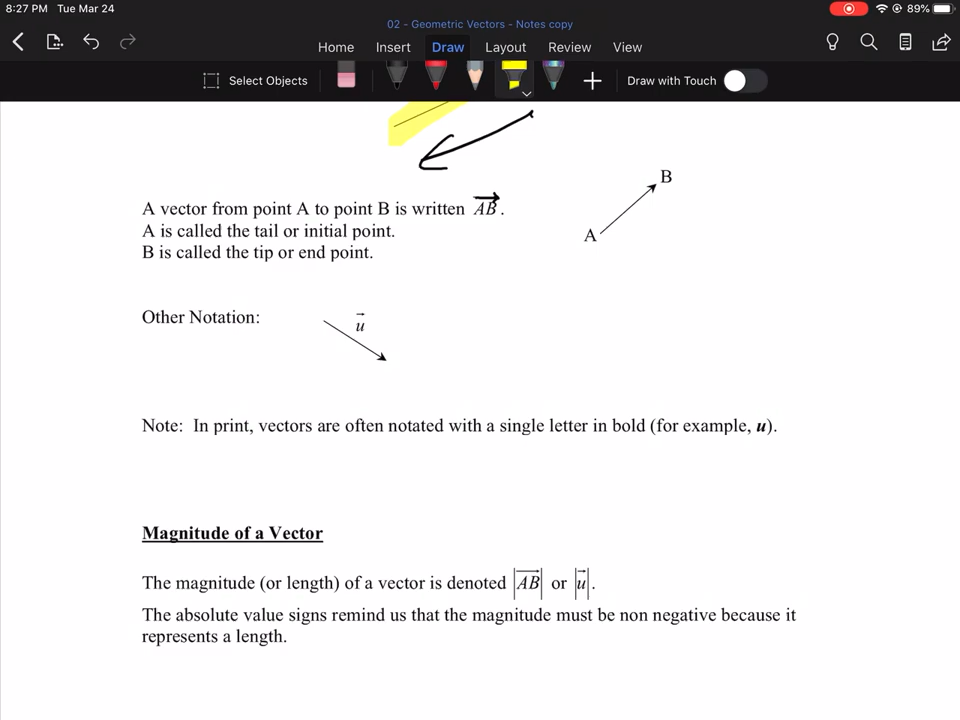 8:27 PM Tue Mar 24
89%
02 - Geometric Vectors - Notes copy
Home Insert Draw Layout Review View
Select Objects
Draw with Touch
B
A vector from point A to point B is written AB⃗.
A is called the tail or initial point.
A
B is called the tip or end point.
Other Notation:
u⃗
Note: In print, vectors are often notated with a single letter in bold (for example, u).
Magnitude of a Vector
The magnitude (or length) of a vector is denoted |AB⃗| or |u⃗|.
The absolute value signs remind us that the magnitude must be non negative because it
represents a length.